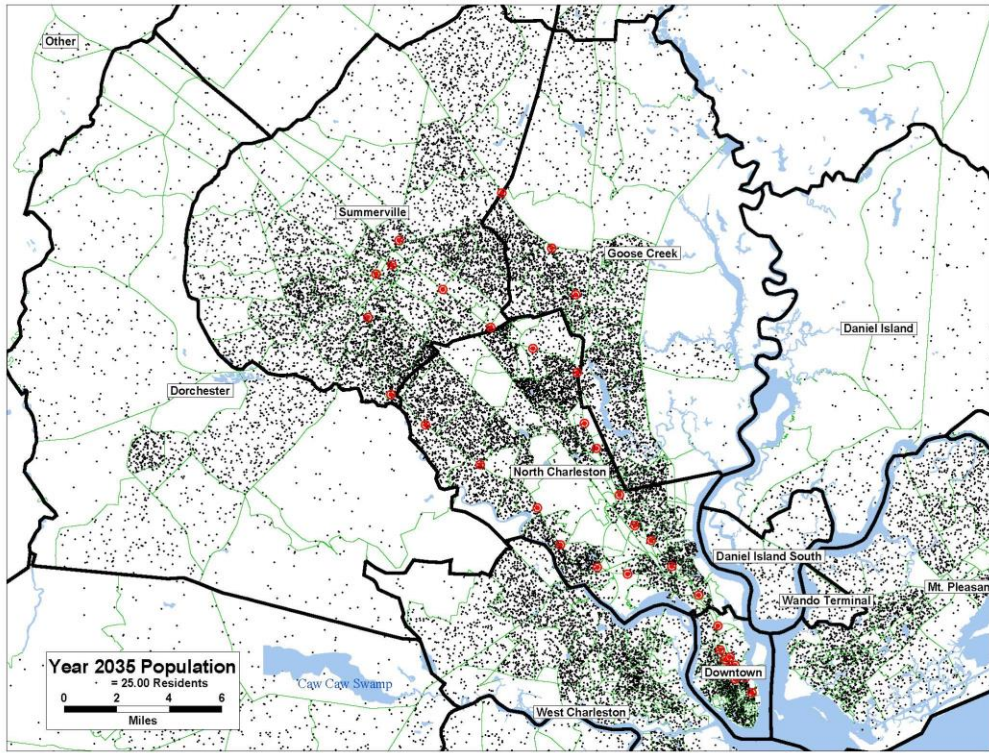 Other
Summerville
Goose Creek
Daniel Island
Dorchester
North Charleston
Daniel Island South
Mt. Pleasan
Wando Terminal
Downtown
West Charleston
Caw Caw Swamp
Year 2035 Population
= 25.00 Residents
0 2 4 6
Miles